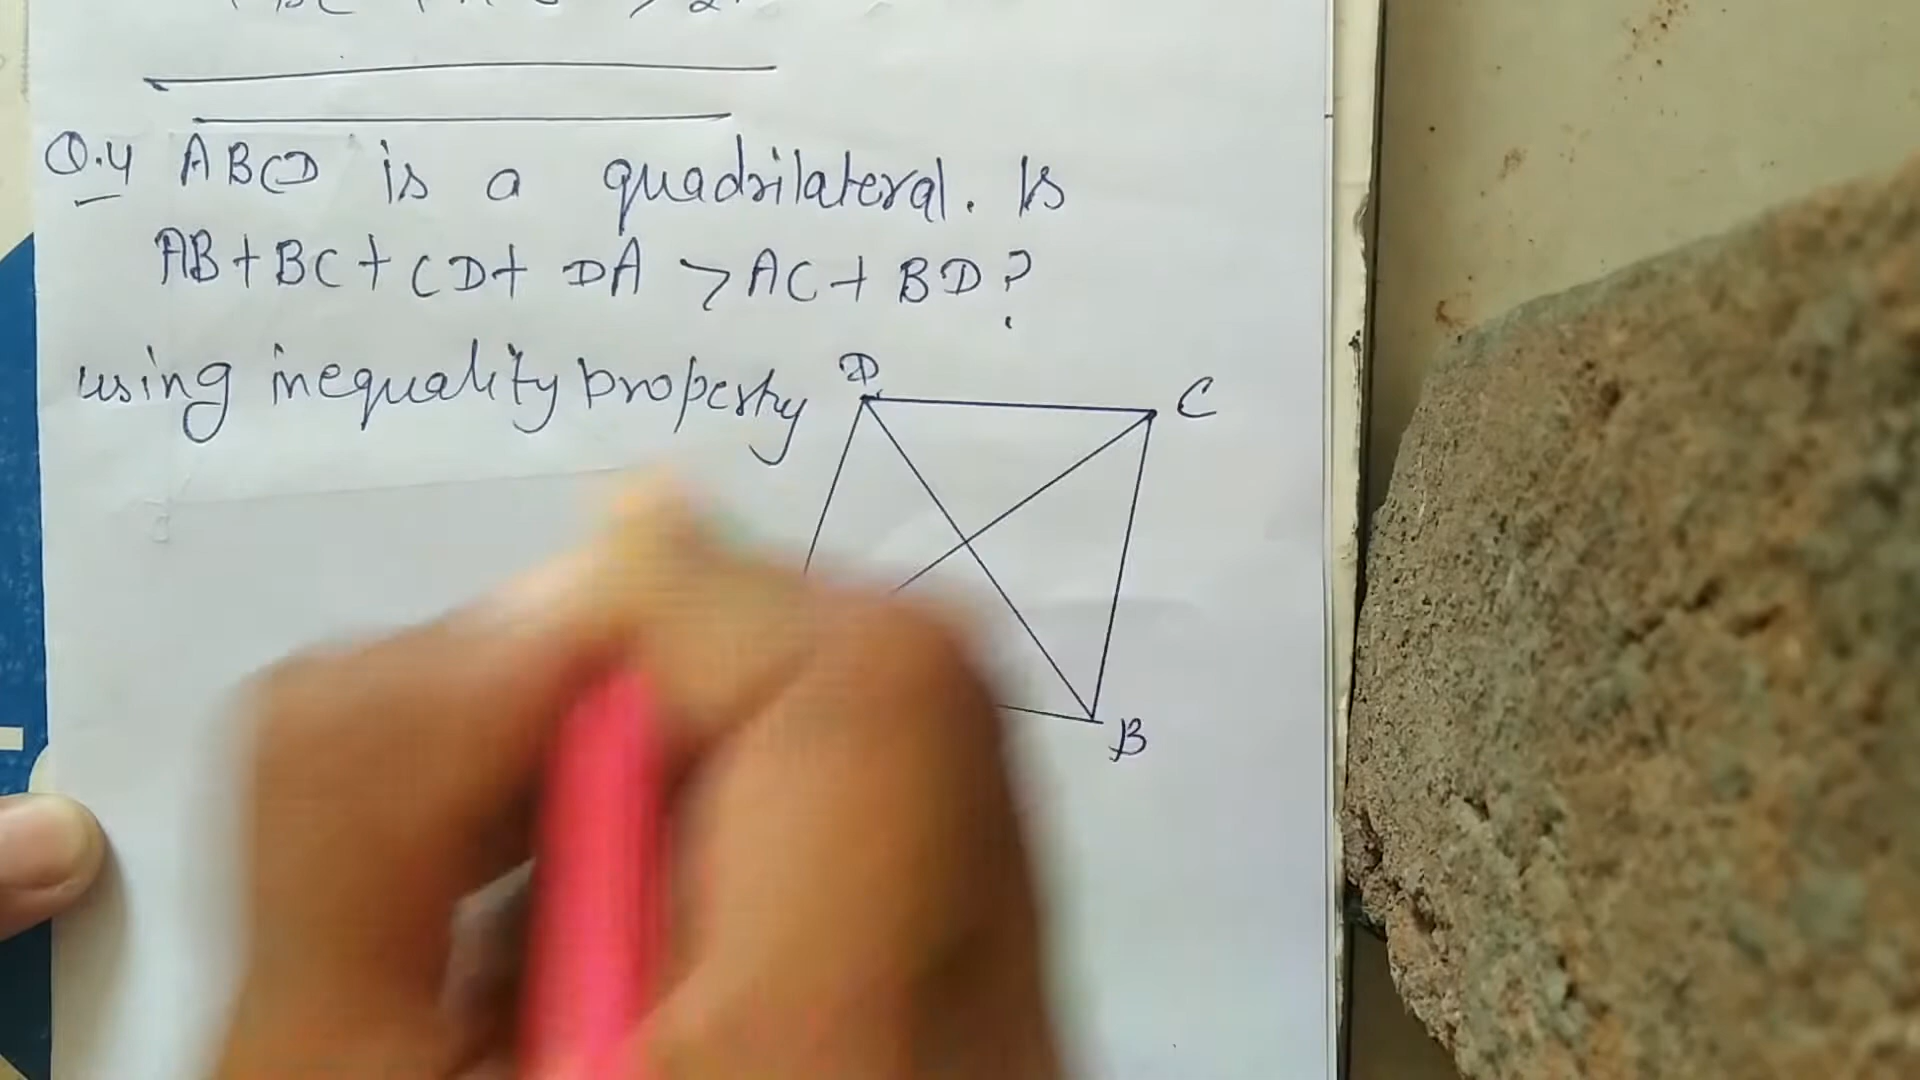 Q.4 ABCD is a quadrilateral. Is
AB+BC+CD+DA >AC+BD?
using inequality property
D
C
B